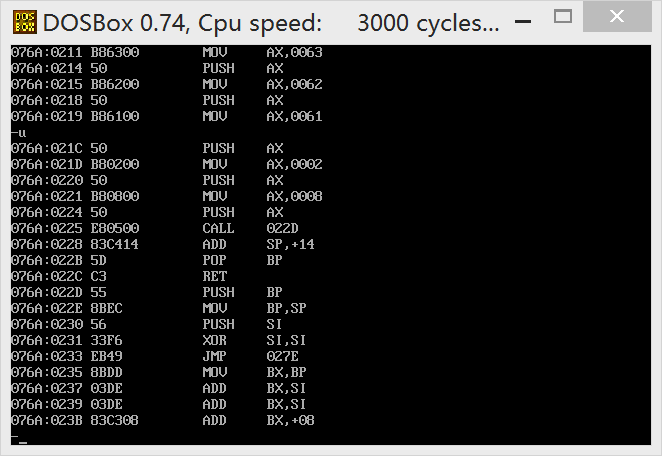 DOS
BOX
DOSBox 0.74, Cpu speed:     3000 cycles...
076A:0211 B86300        MOV     AX,0063
076A:0214 50            PUSH    AX
076A:0215 B86200        MOV     AX,0062
076A:0218 50            PUSH    AX
076A:0219 B86100        MOV     AX,0061
-u
076A:021C 50            PUSH    AX
076A:021D B80200        MOV     AX,0002
076A:0220 50            PUSH    AX
076A:0221 B80800        MOV     AX,0008
076A:0224 50            PUSH    AX
076A:0225 E80500        CALL    022D
076A:0228 83C414        ADD     SP,+14
076A:022B 5D            POP     BP
076A:022C C3            RET
076A:022D 55            PUSH    BP
076A:022E 8BEC          MOV     BP,SP
076A:0230 56            PUSH    SI
076A:0231 33F6          XOR     SI,SI
076A:0233 EB49          JMP     027E
076A:0235 8BDD          MOV     BX,BP
076A:0237 03DE          ADD     BX,SI
076A:0239 03DE          ADD     BX,SI
076A:023B 83C308        ADD     BX,+08
-_